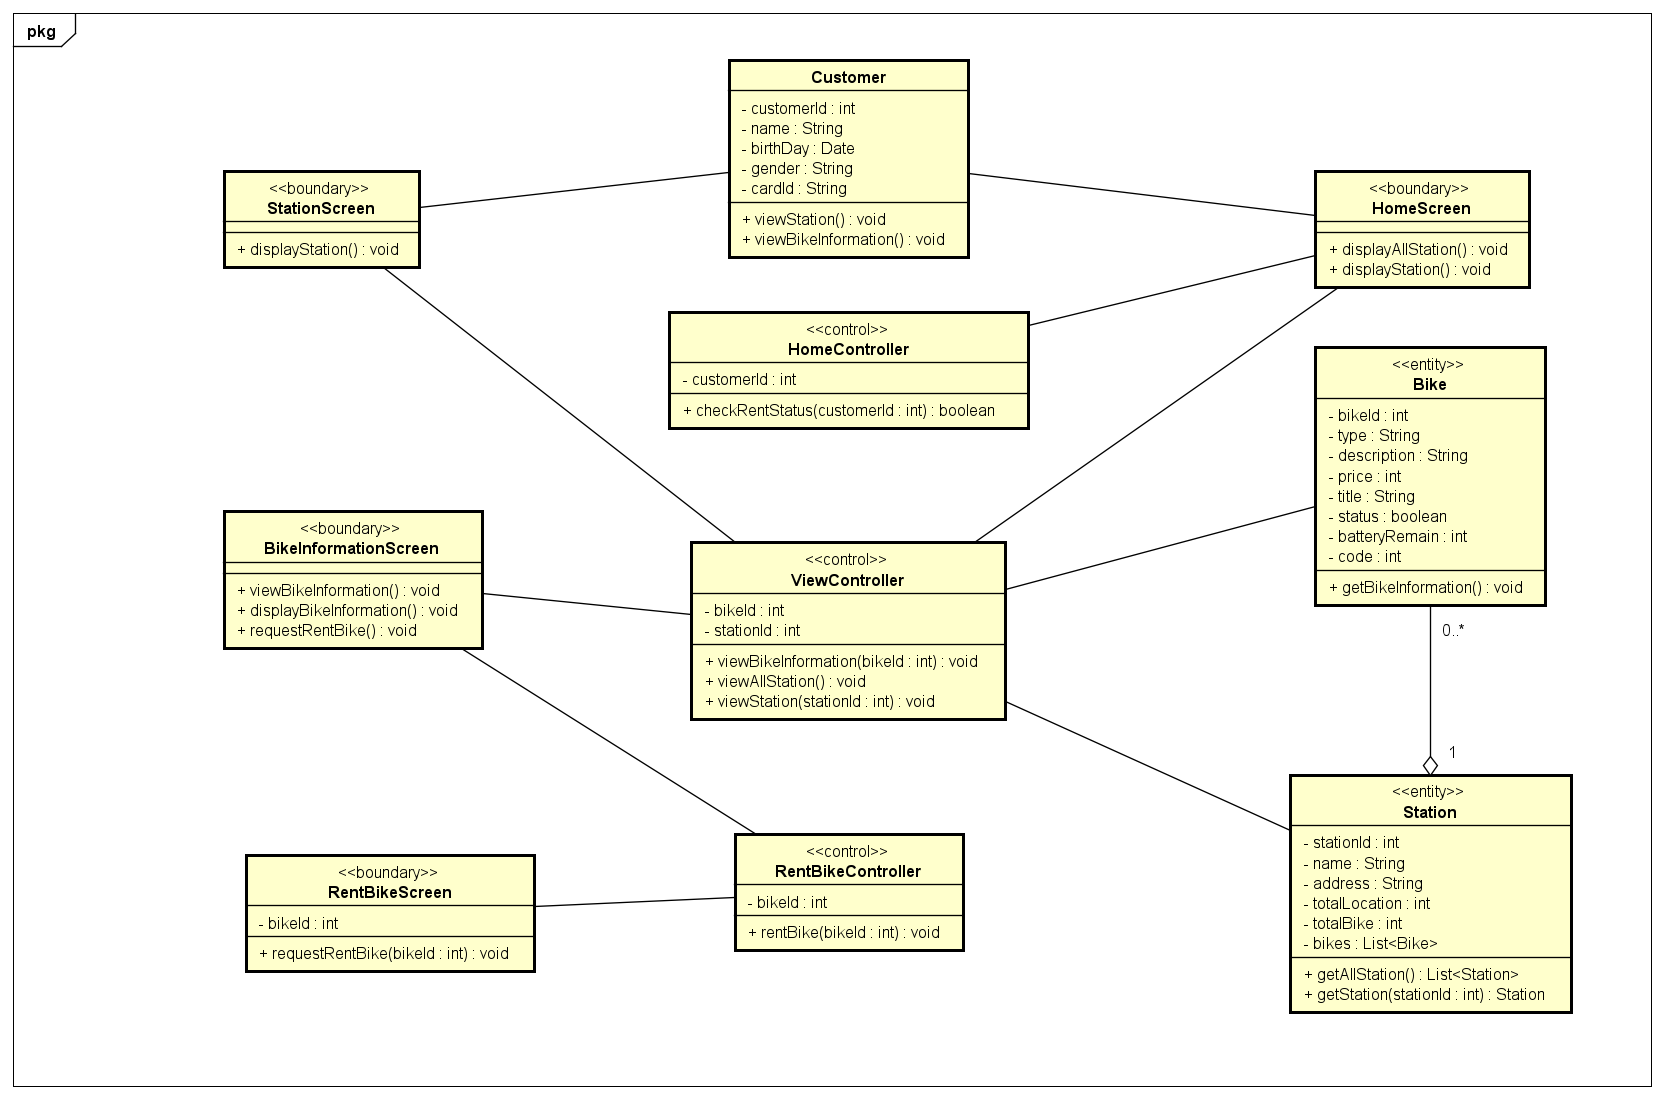 pkg
Customer
- customerId : int
- name : String
- birthDay : Date
- gender : String
- cardId : String
+ viewStation() : void
+ viewBikeInformation() : void
<<boundary>>
StationScreen
+ displayStation() : void
<<boundary>>
HomeScreen
+ displayAllStation() : void
+ displayStation() : void
<<control>>
HomeController
- customerId : int
+ checkRentStatus(customerId : int) : boolean
<<entity>>
Bike
- bikeId : int
- type : String
- description : String
- price : int
- title : String
- status : boolean
- batteryRemain : int
- code : int
+ getBikeInformation() : void
<<boundary>>
BikeInformationScreen
+ viewBikeInformation() : void
+ displayBikeInformation() : void
+ requestRentBike() : void
<<control>>
ViewController
- bikeId : int
- stationId : int
+ viewBikeInformation(bikeId : int) : void
+ viewAllStation() : void
+ viewStation(stationId : int) : void
0..*
1
<<entity>>
Station
- stationId : int
- name : String
- address : String
- totalLocation : int
- totalBike : int
- bikes : List<Bike>
+ getAllStation() : List<Station>
+ getStation(stationId : int) : Station
<<control>>
RentBikeController
- bikeId : int
+ rentBike(bikeId : int) : void
<<boundary>>
RentBikeScreen
- bikeId : int
+ requestRentBike(bikeId : int) : void